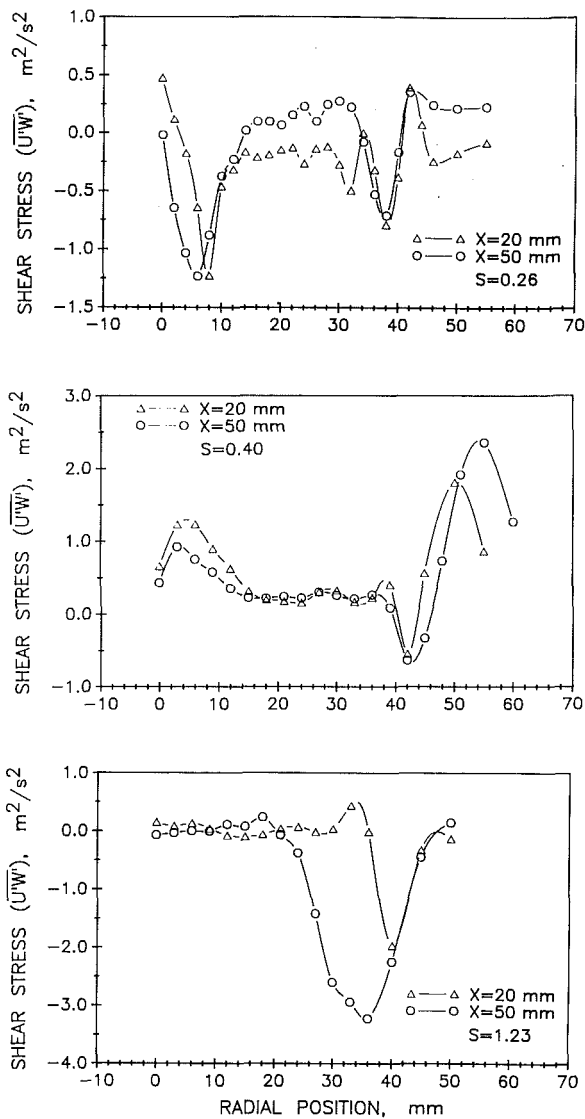 SHEAR STRESS (U'W'), m²/s²
1.0
0.5
0.0
-0.5
-1.0
-1.5
-10 0 10 20 30 40 50 60 70
X=20 mm
X=50 mm
S=0.26
SHEAR STRESS (U'W'), m²/s²
3.0
2.0
1.0
0.0
-1.0
-10 0 10 20 30 40 50 60 70
X=20 mm
X=50 mm
S=0.40
SHEAR STRESS (U'W'), m²/s²
1.0
0.0
-1.0
-2.0
-3.0
-4.0
-10 0 10 20 30 40 50 60 70
X=20 mm
X=50 mm
S=1.23
RADIAL POSITION, mm